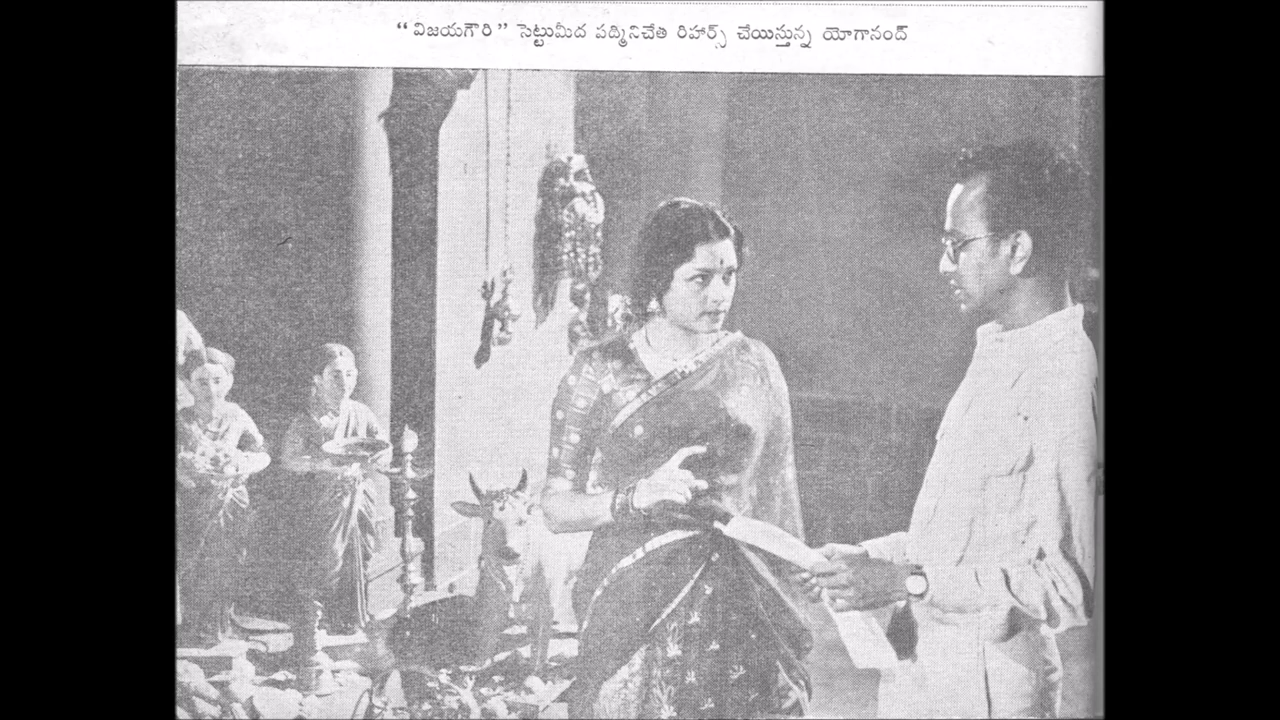 “విజయగౌరి” సెట్టుమీద పద్మినిచేతి రిహార్స్ చేయిస్తున్న యోగానంద్